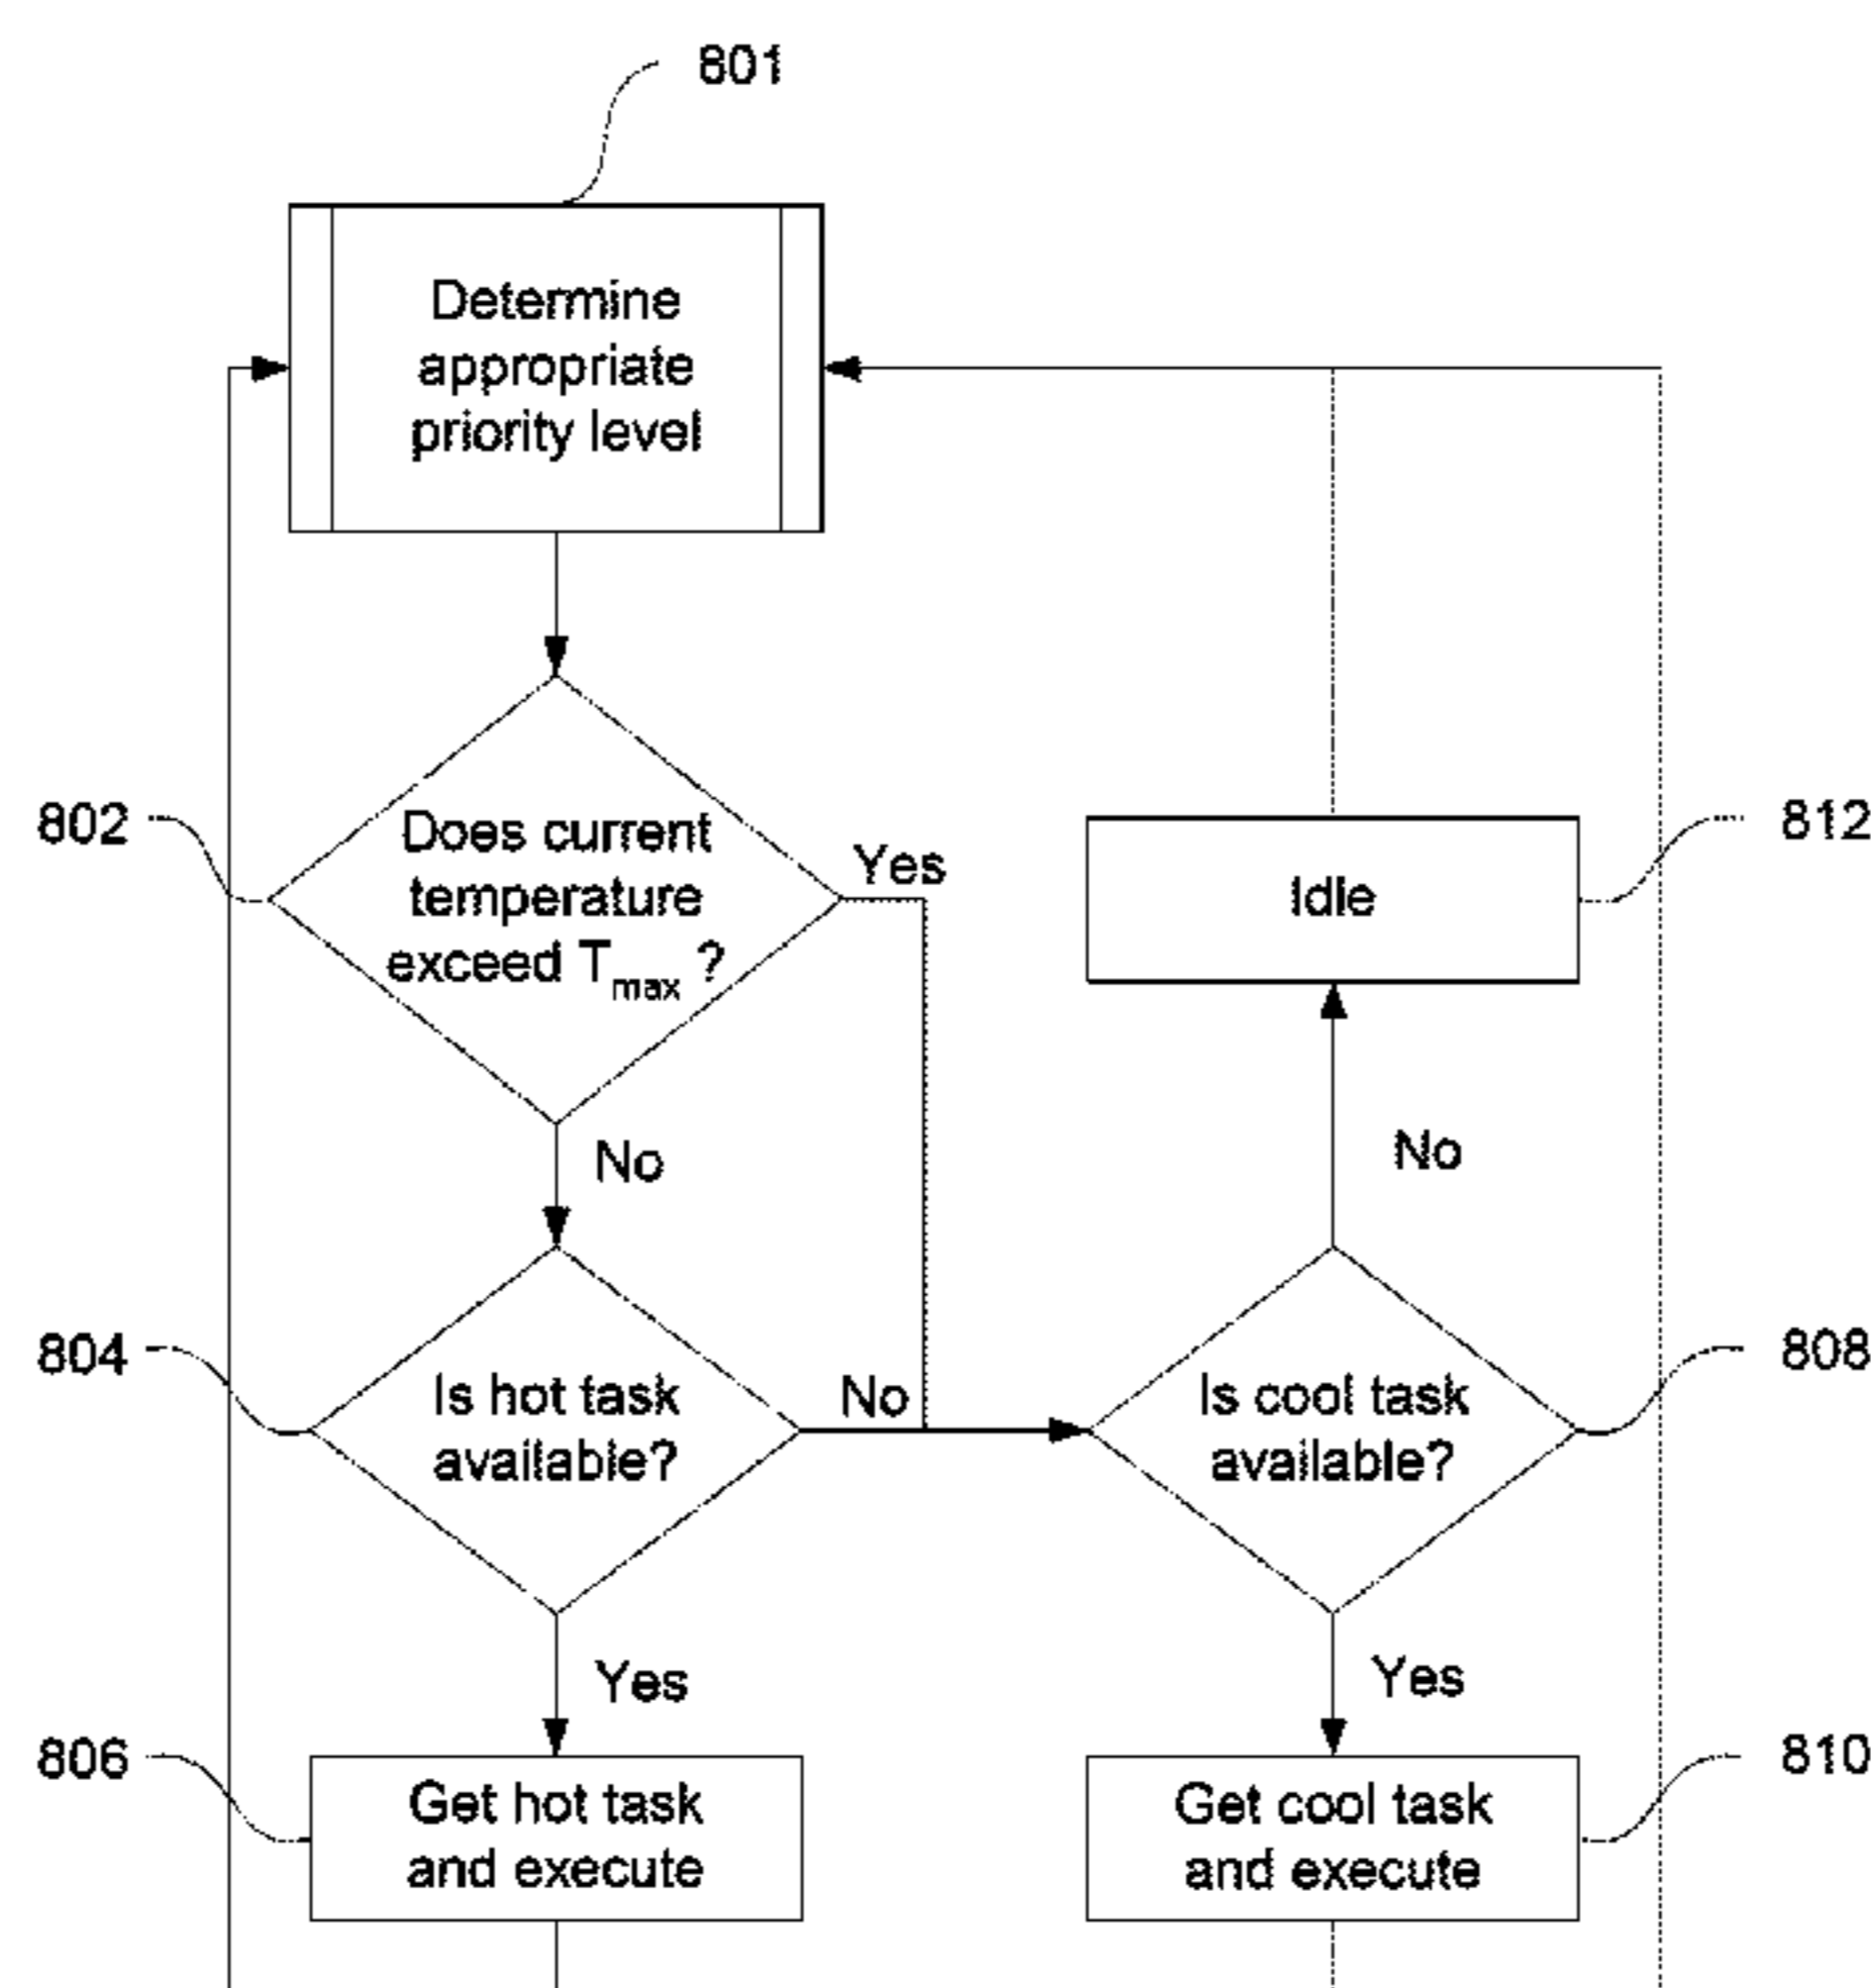 801
Determine
appropriate
priority level
802
Does current
temperature
exceed Tmax ?
Yes
Idle
812
No
No
804
Is hot task
available?
No
Is cool task
available?
808
Yes
Yes
806
Get hot task
and execute
Get cool task
and execute
810